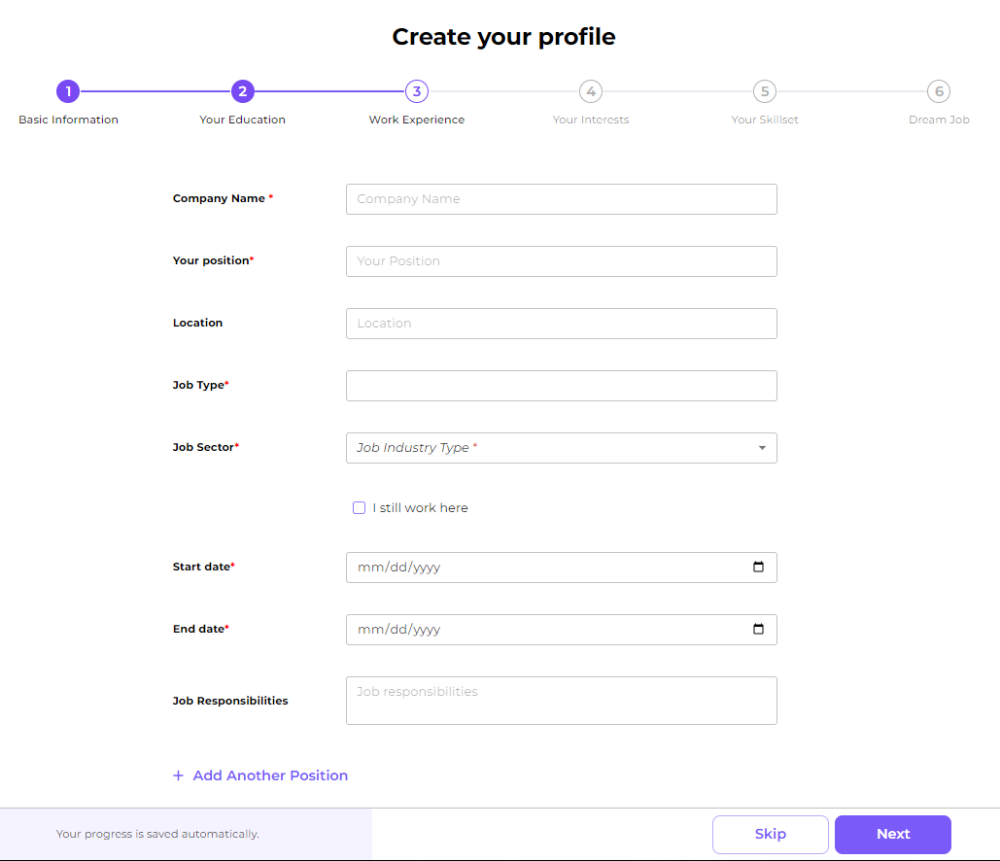 Create your profile
1 2 3 4 5 6
Basic Information Your Education Work Experience Your Interests Your Skillset Dream Job
Company Name * Company Name
Your position* Your Position
Location Location
Job Type*
Job Sector* Job Industry Type *
I still work here
Start date* mm/dd/yyyy
End date* mm/dd/yyyy
Job responsibilities
Job Responsibilities
+ Add Another Position
Your progress is saved automatically. Skip Next